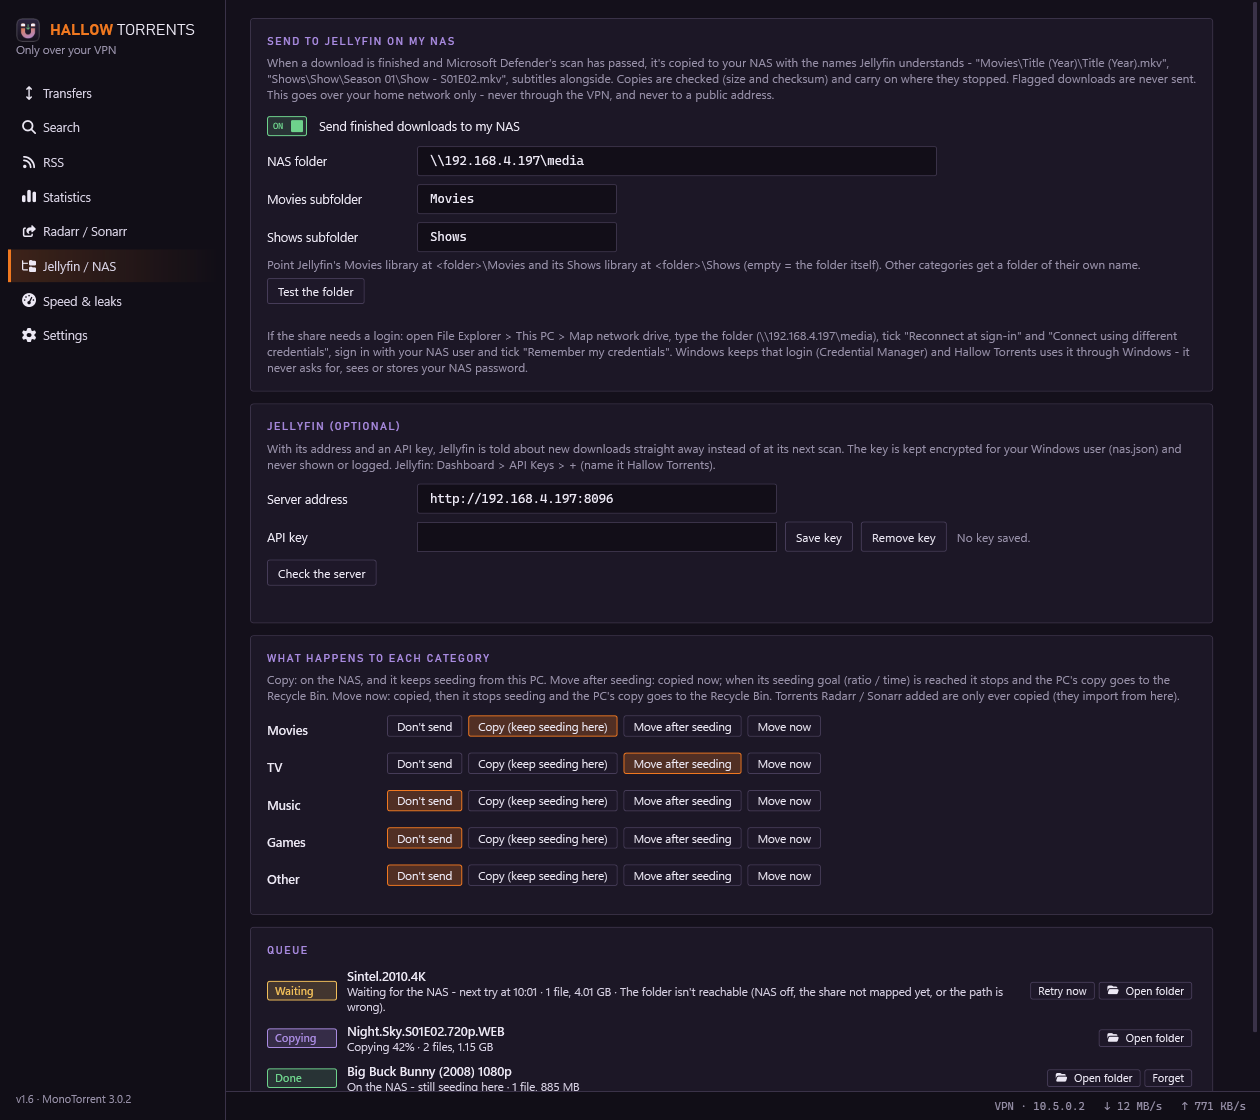 HALLOW TORRENTS
Only over your VPN
Transfers
Search
RSS
Statistics
Radarr / Sonarr
Jellyfin / NAS
Speed & leaks
Settings
v1.6 · MonoTorrent 3.0.2
SEND TO JELLYFIN ON MY NAS
When a download is finished and Microsoft Defender's scan has passed, it's copied to your NAS with the names Jellyfin understands - "Movies\Title (Year)\Title (Year).mkv",
"Shows\Show\Season 01\Show - S01E02.mkv", subtitles alongside. Copies are checked (size and checksum) and carry on where they stopped. Flagged downloads are never sent.
This goes over your home network only - never through the VPN, and never to a public address.
ON
Send finished downloads to my NAS
NAS folder
\\192.168.4.197\media
Movies subfolder
Movies
Shows subfolder
Shows
Point Jellyfin's Movies library at <folder>\Movies and its Shows library at <folder>\Shows (empty = the folder itself). Other categories get a folder of their own name.
Test the folder
If the share needs a login: open File Explorer > This PC > Map network drive, type the folder (\\192.168.4.197\media), tick "Reconnect at sign-in" and "Connect using different
credentials", sign in with your NAS user and tick "Remember my credentials". Windows keeps that login (Credential Manager) and Hallow Torrents uses it through Windows - it
never asks for, sees or stores your NAS password.
JELLYFIN (OPTIONAL)
With its address and an API key, Jellyfin is told about new downloads straight away instead of at its next scan. The key is kept encrypted for your Windows user (nas.json) and
never shown or logged. Jellyfin: Dashboard > API Keys > + (name it Hallow Torrents).
Server address
http://192.168.4.197:8096
API key
Save key
Remove key
No key saved.
Check the server
WHAT HAPPENS TO EACH CATEGORY
Copy: on the NAS, and it keeps seeding from this PC. Move after seeding: copied now; when its seeding goal (ratio / time) is reached it stops and the PC's copy goes to the
Recycle Bin. Move now: copied, then it stops seeding and the PC's copy goes to the Recycle Bin. Torrents Radarr / Sonarr added are only ever copied (they import from here).
Movies
Don't send
Copy (keep seeding here)
Move after seeding
Move now
TV
Don't send
Copy (keep seeding here)
Move after seeding
Move now
Music
Don't send
Copy (keep seeding here)
Move after seeding
Move now
Games
Don't send
Copy (keep seeding here)
Move after seeding
Move now
Other
Don't send
Copy (keep seeding here)
Move after seeding
Move now
QUEUE
Waiting
Sintel.2010.4K
Waiting for the NAS - next try at 10:01 · 1 file, 4.01 GB · The folder isn't reachable (NAS off, the share not mapped yet, or the path is
wrong).
Retry now
Open folder
Copying
Night.Sky.S01E02.720p.WEB
Copying 42% · 2 files, 1.15 GB
Open folder
Done
Big Buck Bunny (2008) 1080p
On the NAS - still seeding here · 1 file, 885 MB
Open folder
Forget
VPN · 10.5.0.2
↓ 12 MB/s
↑ 771 KB/s